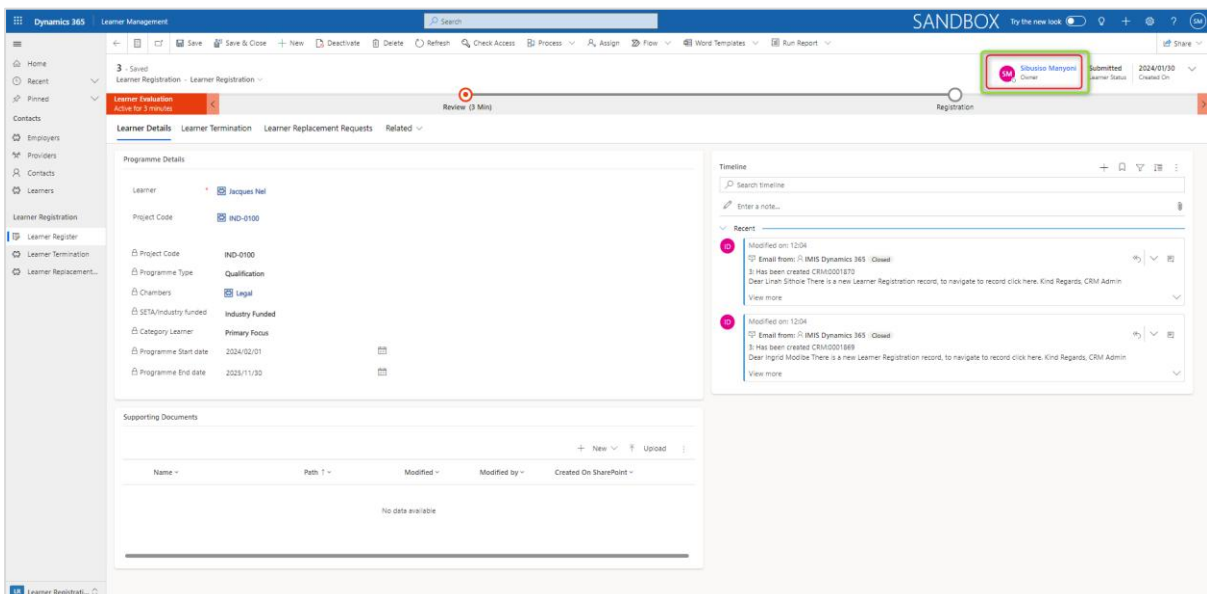 Dynamics 365 Learner Management Search SANDBOX Try the new look SM
Save Save & Close New Deactivate Delete Refresh Check Access Process Assign Flow Word Templates Run Report Share
Home
Recent
Pinned
Contacts
Employers
Providers
Contacts
Learners
Learner Registration
Learner Register
Learner Termination
Learner Replacement...
LR Learner Registrati...
3 - Saved
Learner Registration - Learner Registration
SM Sibusiso Manyoni Submitted 2024/01/30
Owner Learner Status Created On
Learner Evaluation
Active for 3 minutes
Review (3 Min) Registration
Learner Details Learner Termination Learner Replacement Requests Related
Programme Details
Learner * Jacques Nel
Project Code IND-0100
Project Code IND-0100
Programme Type Qualification
Chambers Legal
SETA/Industry funded Industry Funded
Category Learner Primary Focus
Programme Start date 2024/02/01
Programme End date 2025/11/30
Supporting Documents
+ New Upload
Name Path ↑ Modified Modified by Created On SharePoint
No data available
Timeline
Search timeline
Enter a note...
Recent
ID Modified on: 12:04
Email from: IMIS Dynamics 365 Closed
3: Has been created CRM:0001870
Dear Linah Sithole There is a new Learner Registration record, to navigate to record click here. Kind Regards, CRM Admin
View more
ID Modified on: 12:04
Email from: IMIS Dynamics 365 Closed
3: Has been created CRM:0001869
Dear Ingrid Modibe There is a new Learner Registration record, to navigate to record click here. Kind Regards, CRM Admin
View more